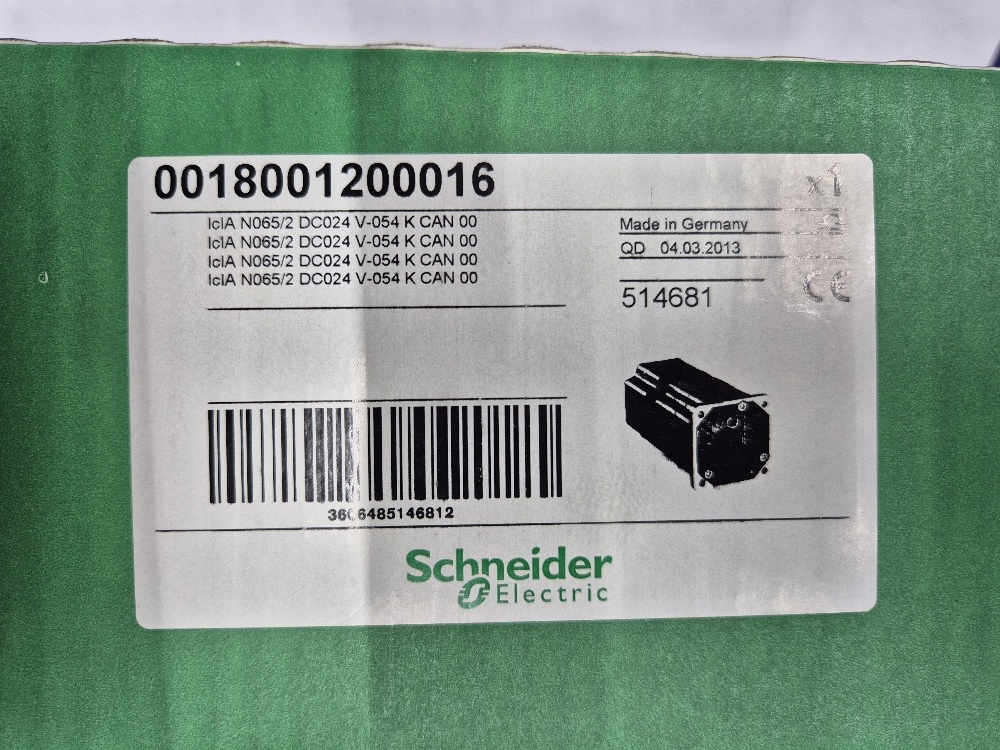 0018001200016
x1
IclA N065/2 DC024 V-054 K CAN 00
IclA N065/2 DC024 V-054 K CAN 00
IclA N065/2 DC024 V-054 K CAN 00
IclA N065/2 DC024 V-054 K CAN 00
Made in Germany
QD 04.03.2013
514681
CE
3606485146812
Schneider
Electric